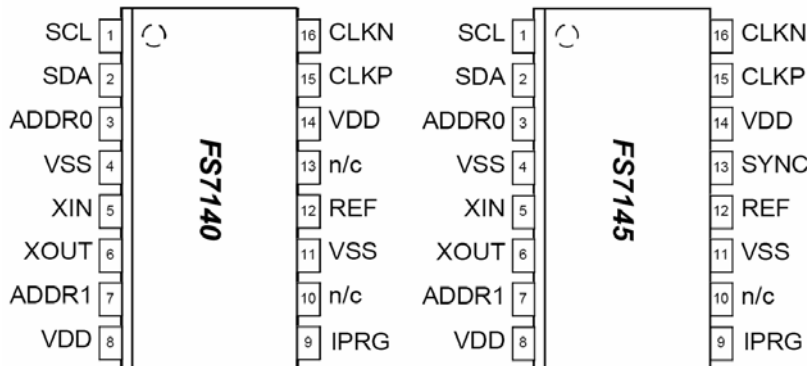 SCL 1 16 CLKN
SDA 2 15 CLKP
ADDR0 3 14 VDD
VSS 4 13 n/c
XIN 5 12 REF
XOUT 6 11 VSS
ADDR1 7 10 n/c
VDD 8 9 IPRG
FS7140
SCL 1 16 CLKN
SDA 2 15 CLKP
ADDR0 3 14 VDD
VSS 4 13 SYNC
XIN 5 12 REF
XOUT 6 11 VSS
ADDR1 7 10 n/c
VDD 8 9 IPRG
FS7145